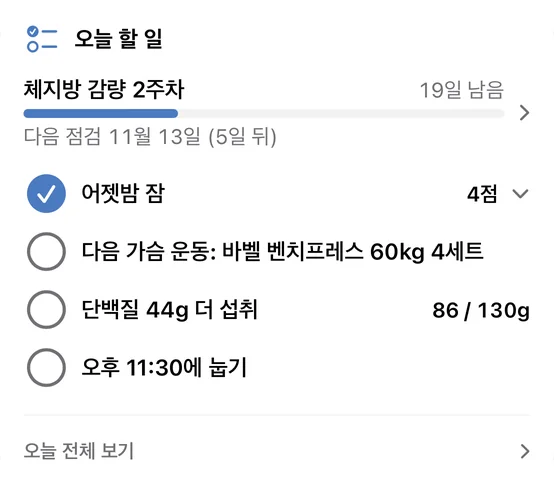 오늘 할 일
체지방 감량 2주차 19일 남음
다음 점검 11월 13일 (5일 뒤)
어젯밤 잠 4점
다음 가슴 운동: 바벨 벤치프레스 60kg 4세트
단백질 44g 더 섭취 86 / 130g
오후 11:30에 눕기
오늘 전체 보기